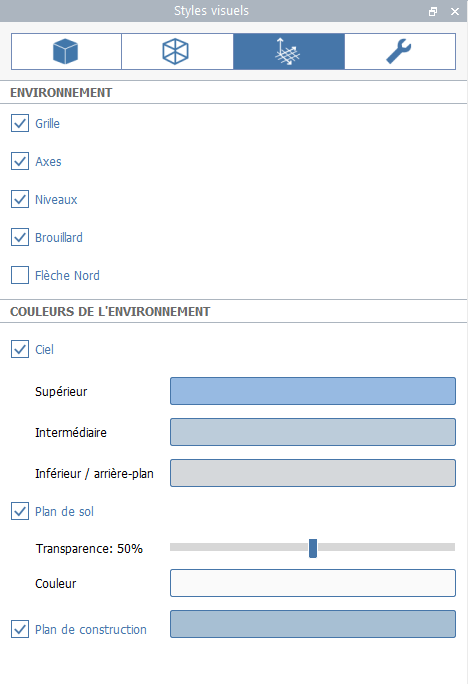 Styles visuels
ENVIRONNEMENT
Grille
Axes
Niveaux
Brouillard
Flèche Nord
COULEURS DE L'ENVIRONNEMENT
Ciel
Supérieur
Intermédiaire
Inférieur / arrière-plan
Plan de sol
Transparence: 50%
Couleur
Plan de construction